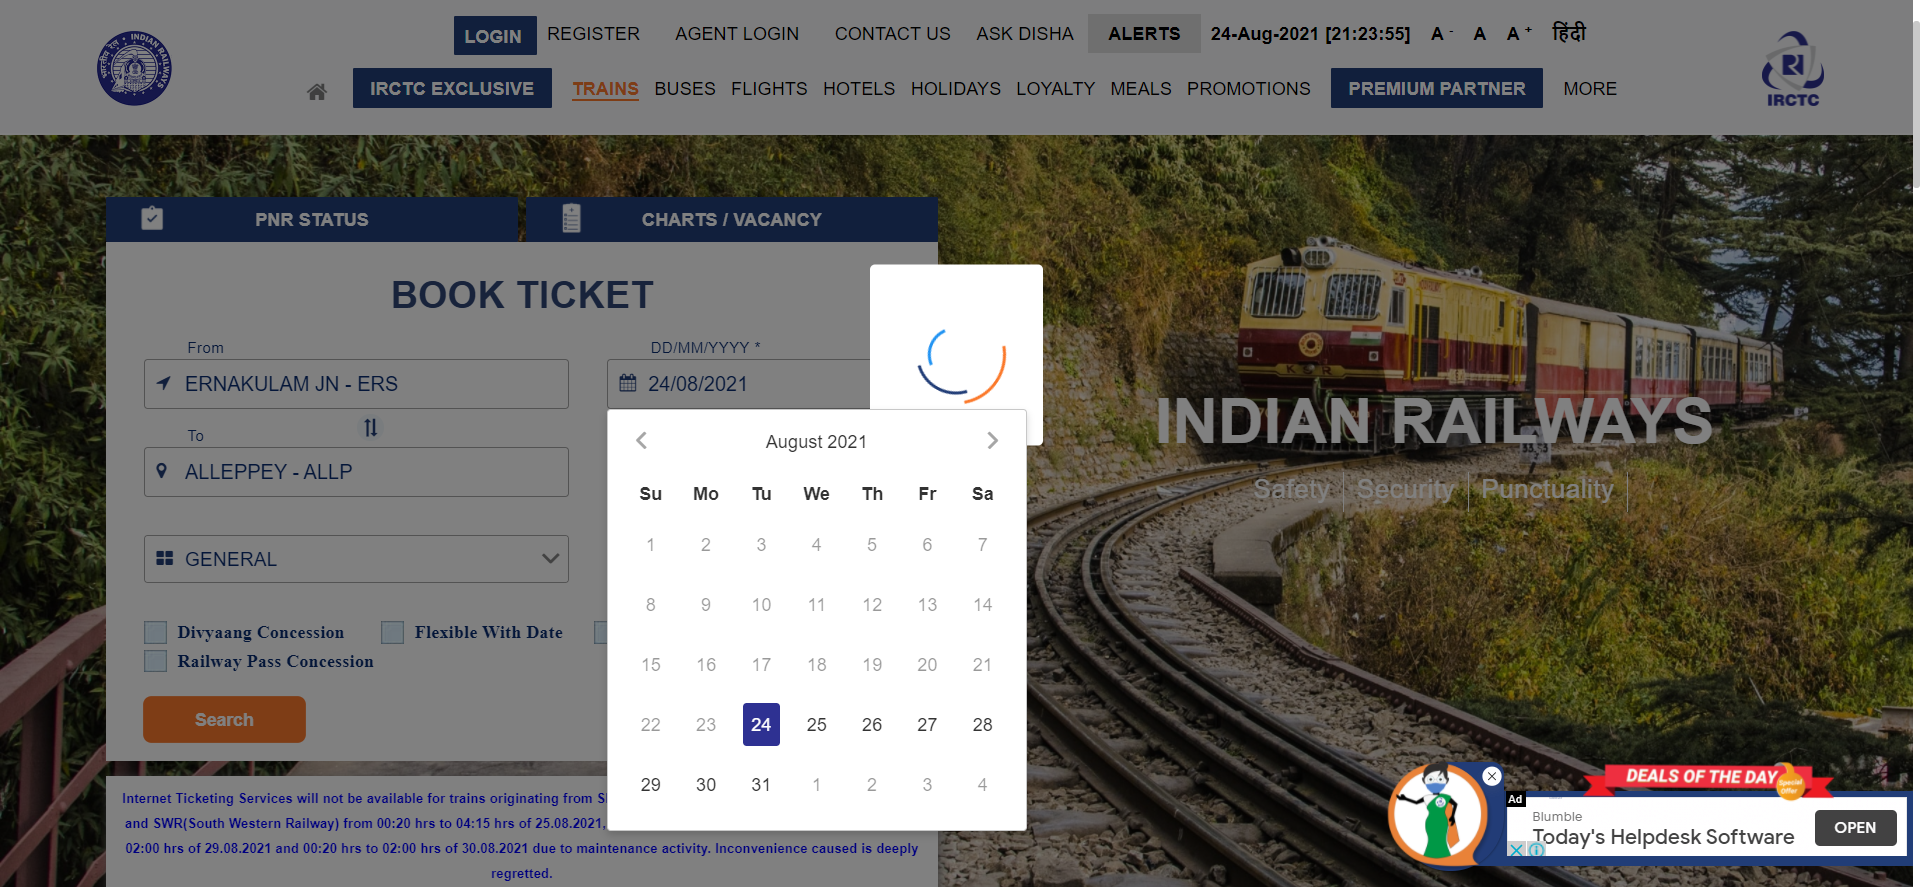 LOGIN REGISTER AGENT LOGIN CONTACT US ASK DISHA ALERTS 24-Aug-2021 [21:23:55] A - A A + हिंदी
INDIAN RAILWAYS
IRCTC EXCLUSIVE TRAINS BUSES FLIGHTS HOTELS HOLIDAYS LOYALTY MEALS PROMOTIONS PREMIUM PARTNER MORE
IRCTC
PNR STATUS CHARTS / VACANCY
BOOK TICKET
From
ERNAKULAM JN - ERS
DD/MM/YYYY *
24/08/2021
To
ALLEPPEY - ALLP
GENERAL
Divyaang Concession Flexible With Date
Railway Pass Concession
Search
August 2021
Su Mo Tu We Th Fr Sa
1 2 3 4 5 6 7
8 9 10 11 12 13 14
15 16 17 18 19 20 21
22 23 24 25 26 27 28
29 30 31 1 2 3 4
INDIAN RAILWAYS
Safety Security Punctuality
Internet Ticketing Services will not be available for trains originating from
and SWR(South Western Railway) from 00:20 hrs to 04:15 hrs of 25.08.2021,
02:00 hrs of 29.08.2021 and 00:20 hrs to 02:00 hrs of 30.08.2021 due to maintenance activity. Inconvenience caused is deeply
regretted.
DEALS OF THE DAY
Special
Offer
Ad
Blumble
Today's Helpdesk Software
OPEN